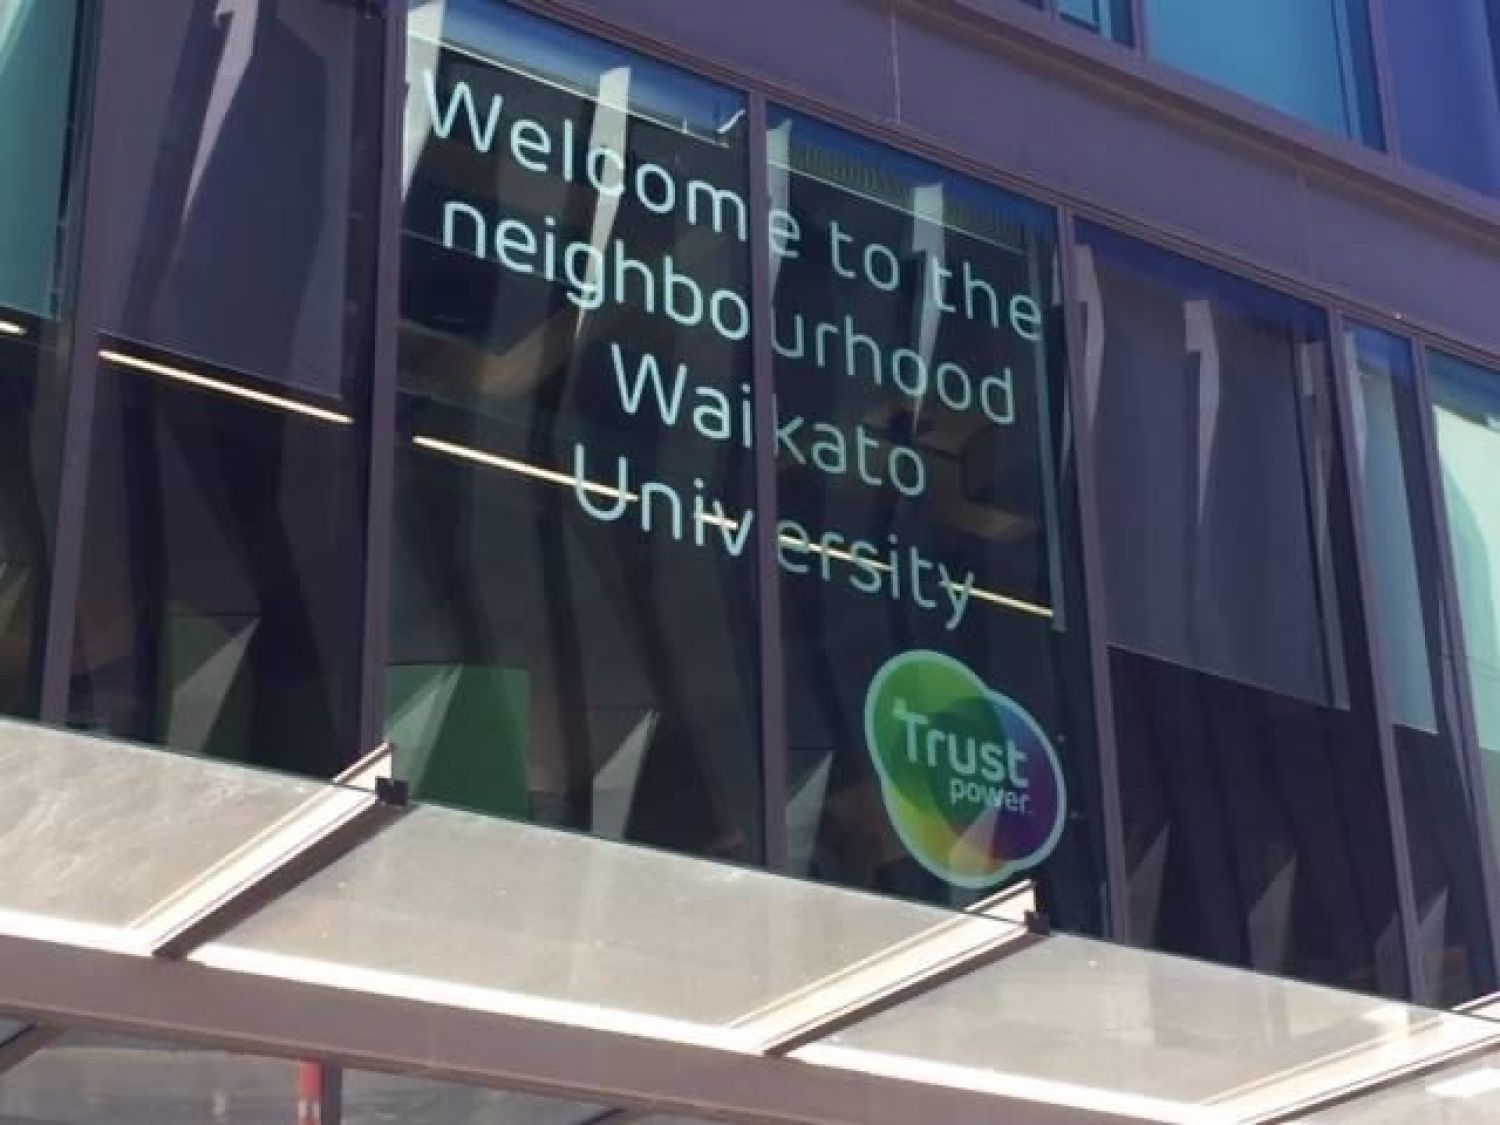 Welcome to the
neighbourhood
Waikato
University
Trust
power